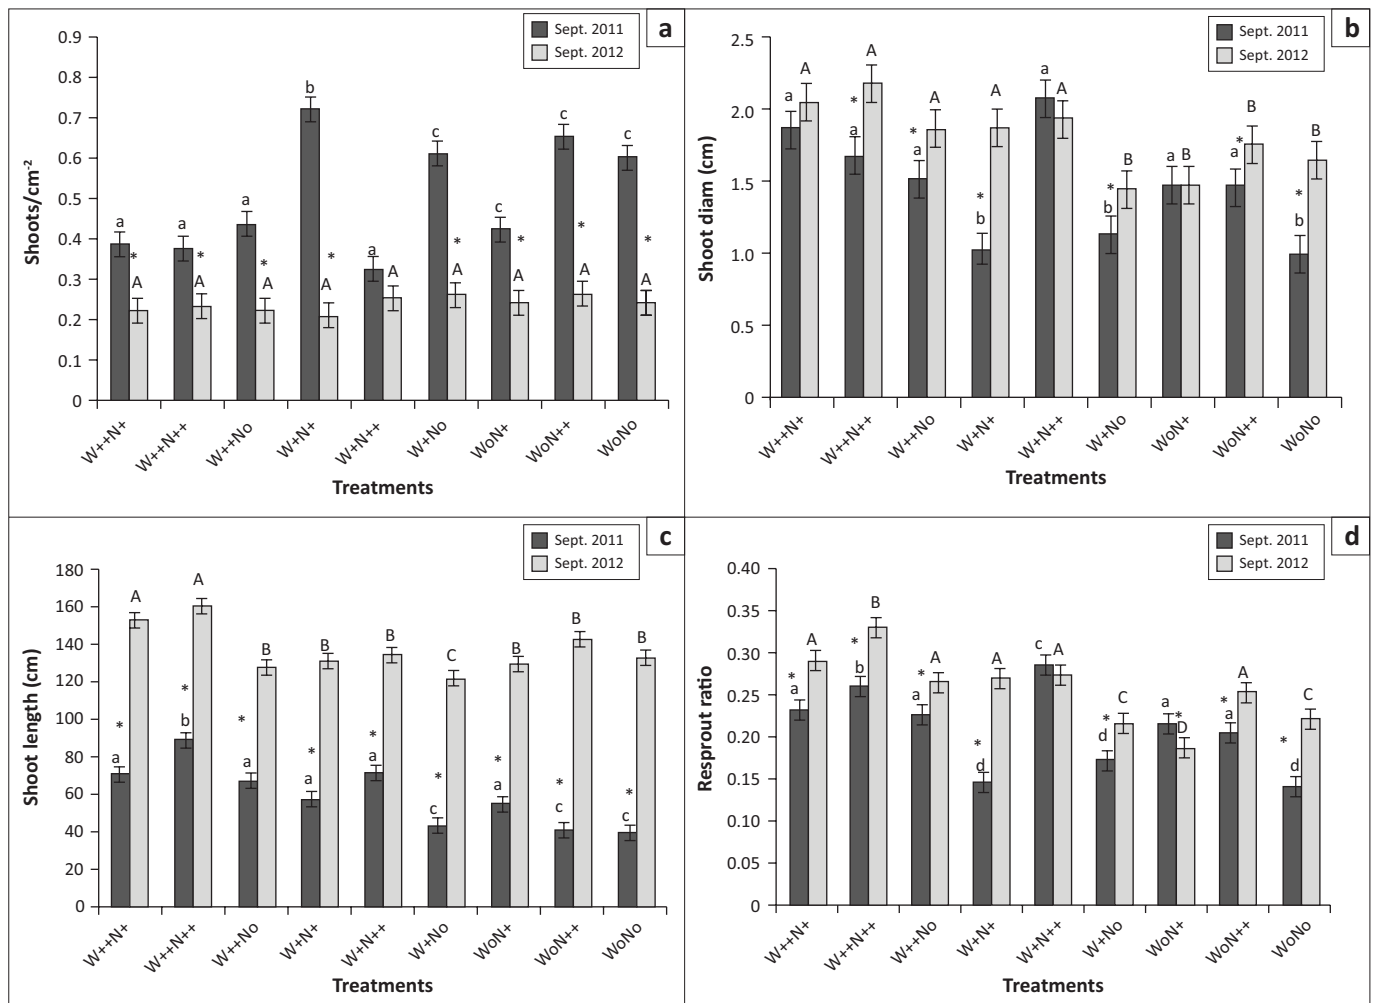 a
Sept. 2011
Sept. 2012
Shoots/cm-2
0.9
0.8
0.7
0.6
0.5
0.4
0.3
0.2
0.1
0
a a a b a c c c c
* * * * * * * *
A A A A A A A A A
W++N+ W++N++ W++No W+N+ W+N++ W+No WoN+ WoN++ WoNo
Treatments
b
Sept. 2011
Sept. 2012
Shoot diam (cm)
2.5
2.0
1.5
1.0
0.5
0
A A A A A B B B B
* * * * * *
a a a b a b a a b
W++N+ W++N++ W++No W+N+ W+N++ W+No WoN+ WoN++ WoNo
Treatments
c
Sept. 2011
Sept. 2012
Shoot length (cm)
180
160
140
120
100
80
60
40
20
0
A A B B B C B B B
* * * * * * * * *
a b a a a c a c c
W++N+ W++N++ W++No W+N+ W+N++ W+No WoN+ WoN++ WoNo
Treatments
d
Sept. 2011
Sept. 2012
Resprout ratio
0.40
0.35
0.30
0.25
0.20
0.15
0.10
0.05
0
A B A A A C D A C
* * * * * * * *
a b a d c d a a d
W++N+ W++N++ W++No W+N+ W+N++ W+No WoN+ WoN++ WoNo
Treatments